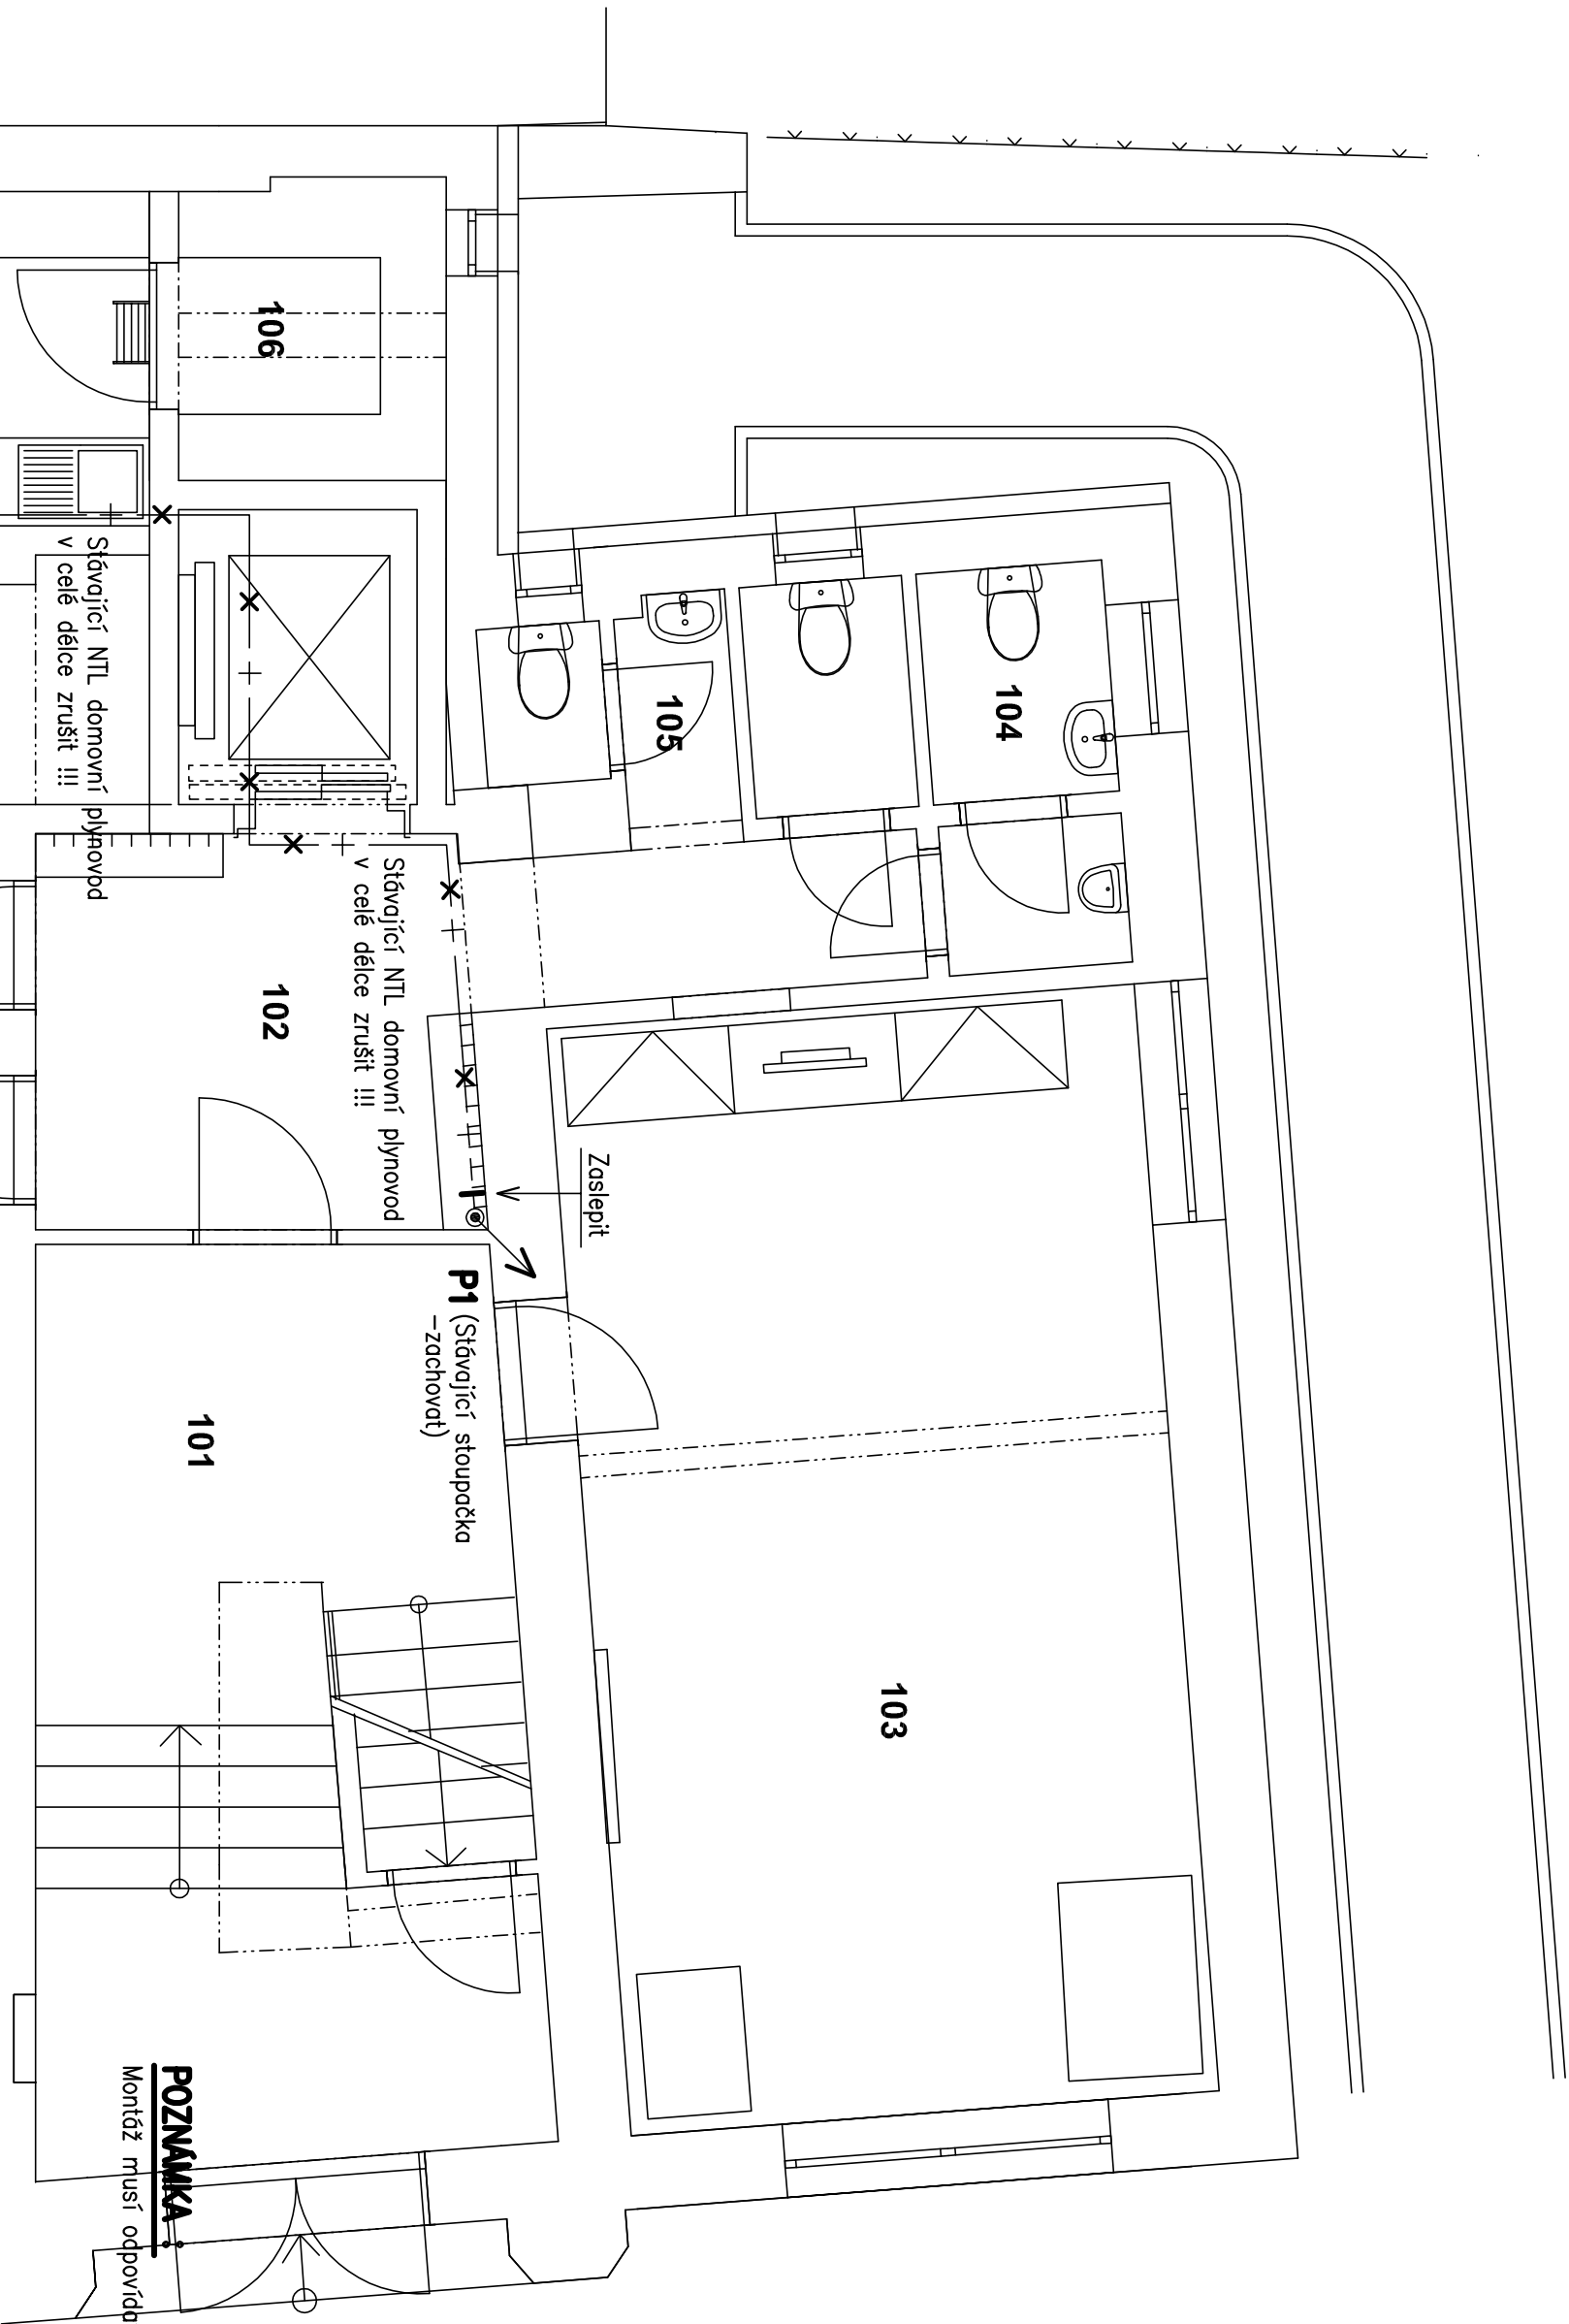 106
105
104
Stávající NTL domovní plynovod
v celé délce zrušit !!!
Stávající NTL domovní plynovod
v celé délce zrušit !!!
102
Zaslepit
P1 (Stávající stoupačka
-zachovat)
101
103
POZNÁMKA :
Montáž musí odpovída